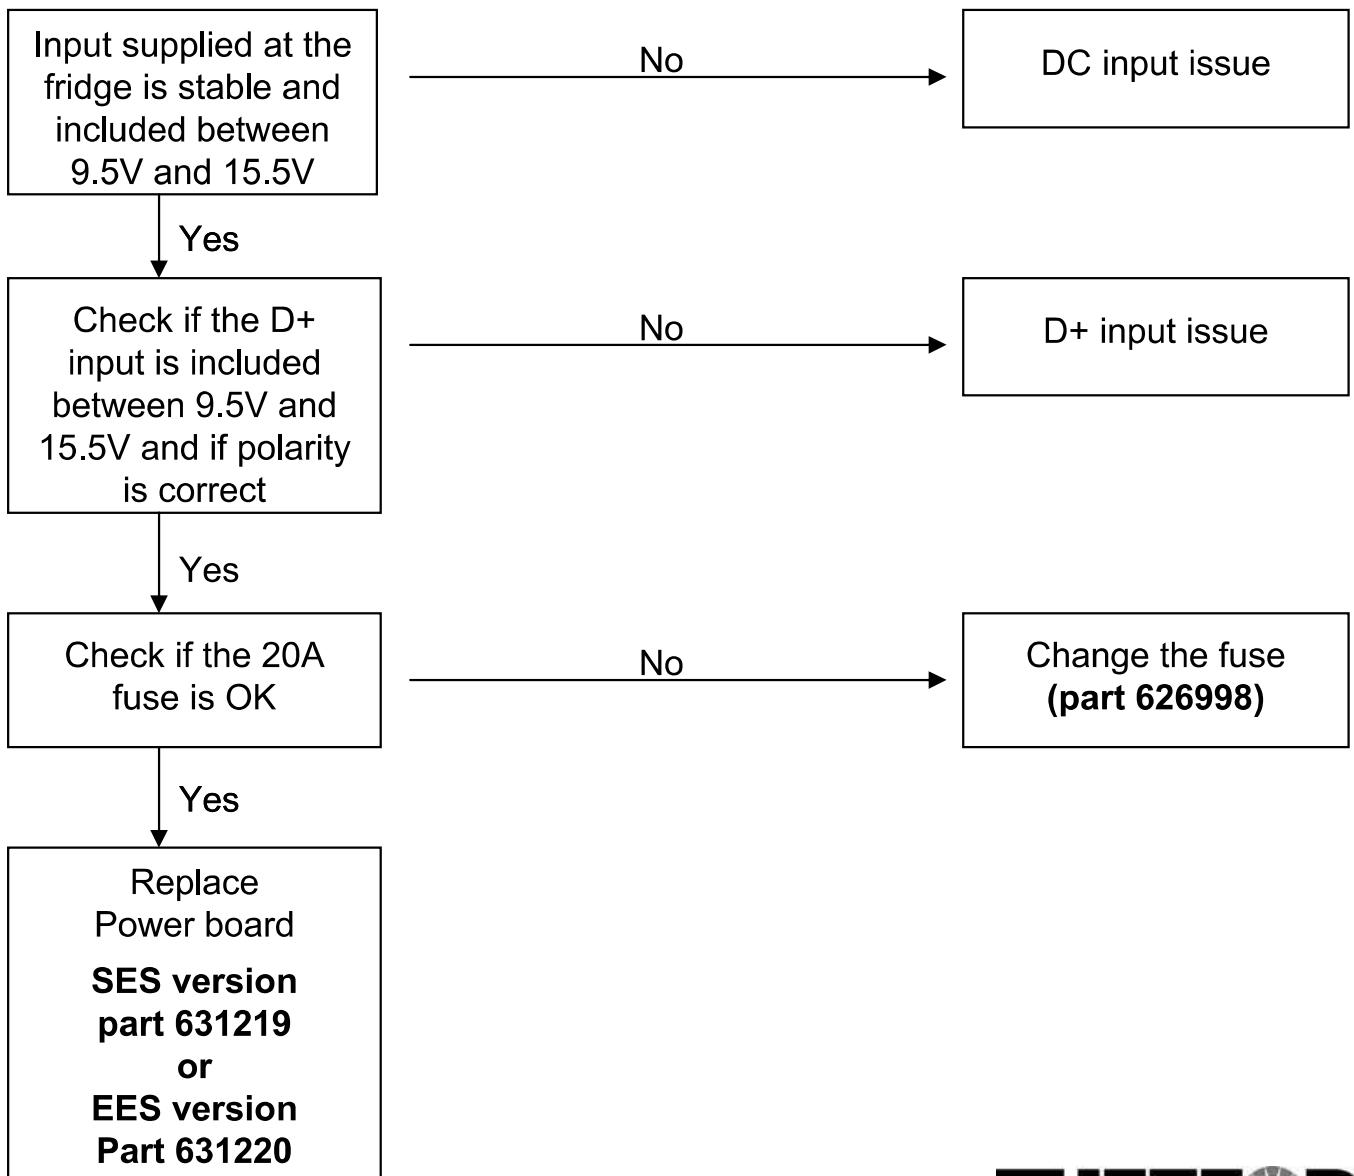 Input supplied at the
fridge is stable and
included between
9.5V and 15.5V
No
DC input issue
Yes
Check if the D+
input is included
between 9.5V and
15.5V and if polarity
is correct
No
D+ input issue
Yes
Check if the 20A
fuse is OK
No
Change the fuse
(part 626998)
Yes
Replace
Power board
SES version
part 631219
or
EES version
Part 631220